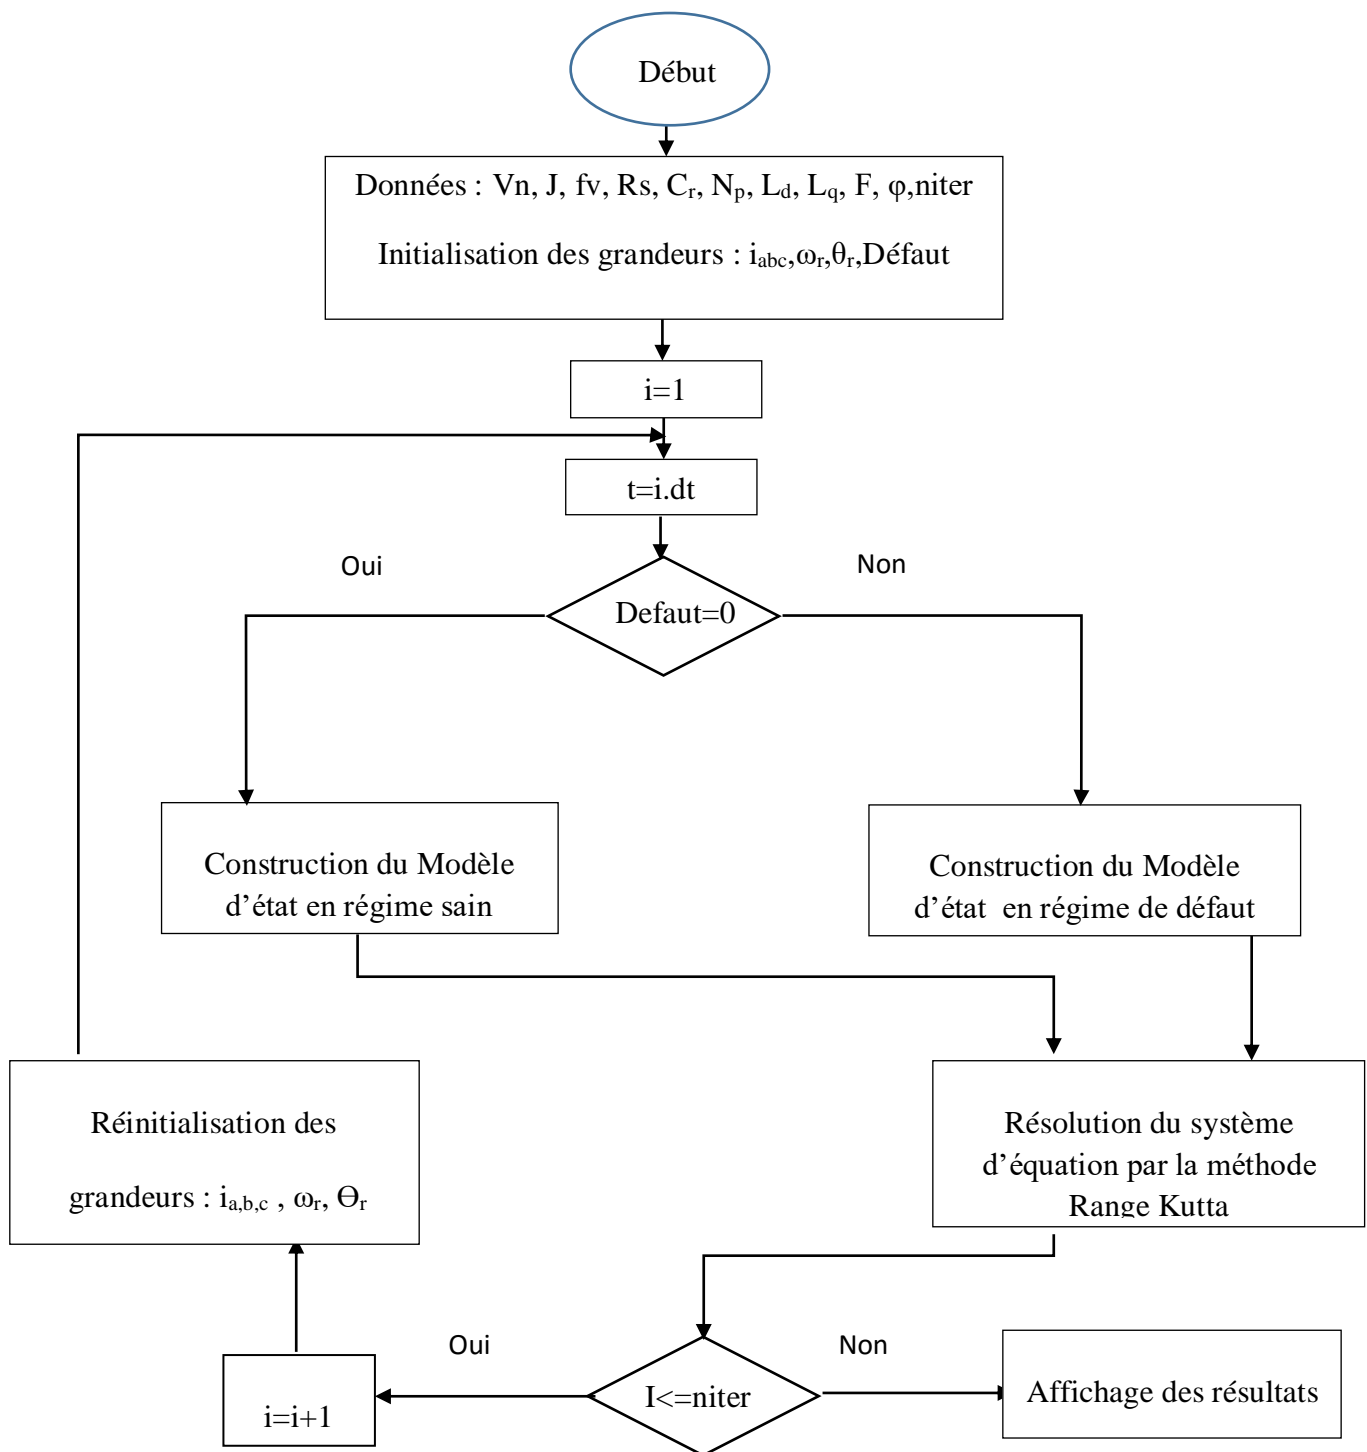 Début
Données : Vn, J, fv, Rs, Cr, Np, Ld, Lq, F, φ,niter
Initialisation des grandeurs : iabc,ωr,θr,Défaut
i=1
t=i.dt
Oui
Non
Defaut=0
Construction du Modèle
d’état en régime sain
Construction du Modèle
d’état en régime de défaut
Réinitialisation des
grandeurs : ia,b,c , ωr, ϴr
Résolution du système
d’équation par la méthode
Range Kutta
Oui
Non
i=i+1
I<=niter
Affichage des résultats